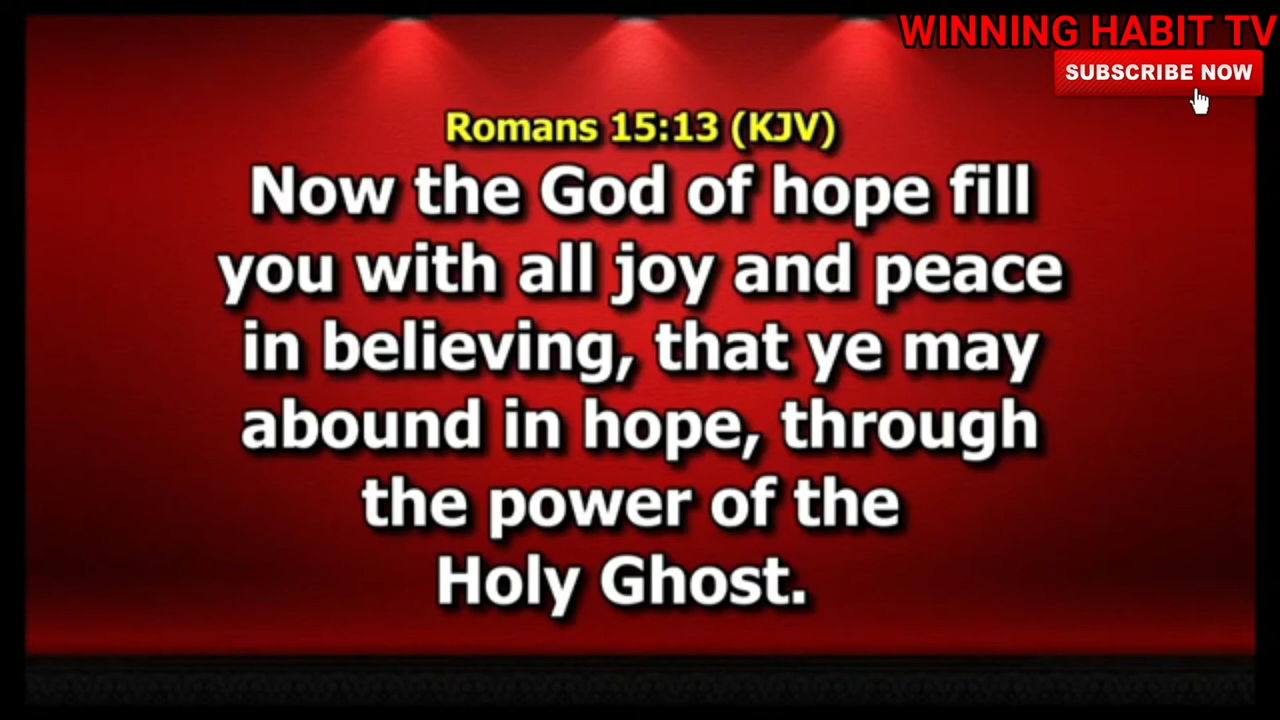 WINNING HABIT TV
SUBSCRIBE NOW
Romans 15:13 (KJV)
Now the God of hope fill
you with all joy and peace
in believing, that ye may
abound in hope, through
the power of the
Holy Ghost.